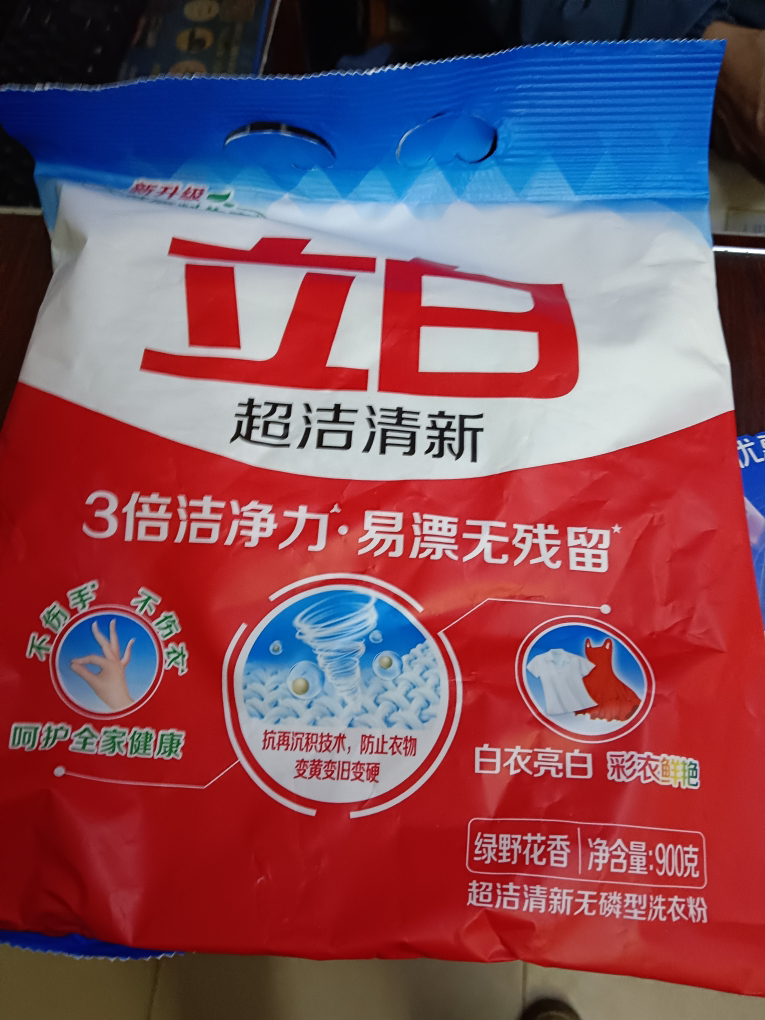 新升级
立白
超洁清新
3倍洁净力·易漂无残留*
不伤手 不伤衣
呵护全家健康
抗再沉积技术，防止衣物
变黄变旧变硬
白衣亮白 彩衣鲜艳
绿野花香 净含量:900克
超洁清新无磷型洗衣粉
优